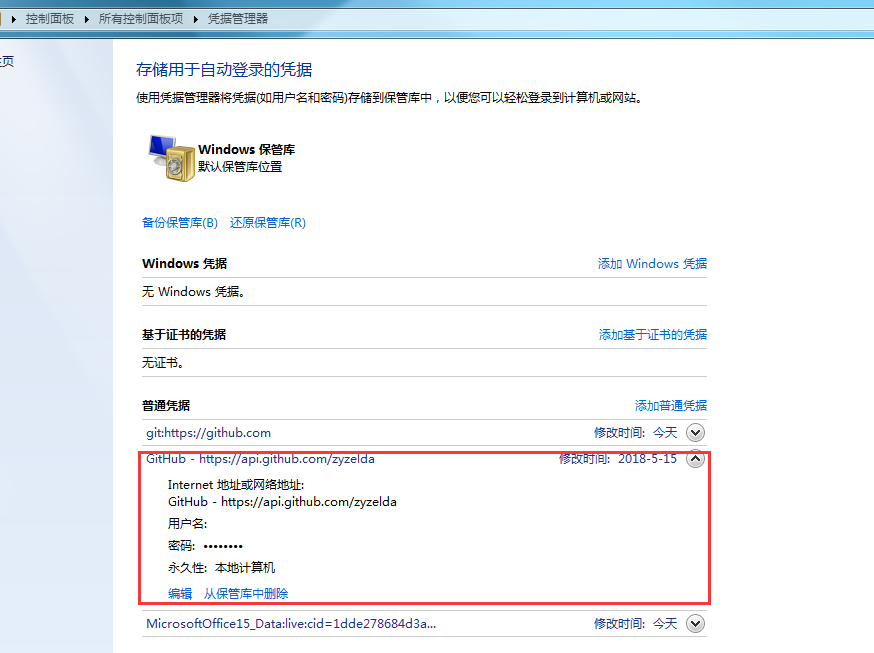 控制面板 ▸ 所有控制面板项 ▸ 凭据管理器
页
存储用于自动登录的凭据
使用凭据管理器将凭据(如用户名和密码)存储到保管库中，以便您可以轻松登录到计算机或网站。
Windows 保管库
默认保管库位置
备份保管库(B) 还原保管库(R)
Windows 凭据 添加 Windows 凭据
无 Windows 凭据。
基于证书的凭据 添加基于证书的凭据
无证书。
普通凭据 添加普通凭据
git:https://github.com 修改时间: 今天
GitHub - https://api.github.com/zyzelda 修改时间: 2018-5-15
Internet 地址或网络地址:
GitHub - https://api.github.com/zyzelda
用户名:
密码: ••••••••
永久性: 本地计算机
编辑 从保管库中删除
MicrosoftOffice15_Data:live:cid=1dde278684d3a... 修改时间: 今天